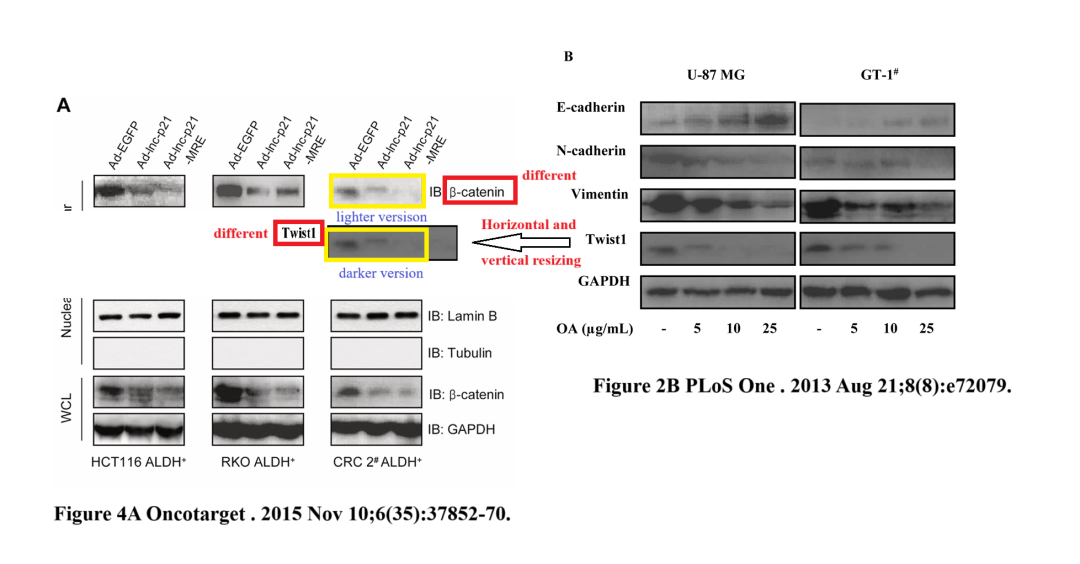 A
Ad-EGFP
Ad-lnc-p21
Ad-lnc-p21
-MRE
Ad-EGFP
Ad-lnc-p21
Ad-lnc-p21
-MRE
Ad-EGFP
Ad-lnc-p21
Ad-lnc-p21
-MRE
IB: β-catenin
different
lighter versison
different
Twist1
Horizontal and
vertical resizing
darker version
Nuclea
IB: Lamin B
IB: Tubulin
WCL
IB: β-catenin
IB: GAPDH
HCT116 ALDH⁺
RKO ALDH⁺
CRC 2# ALDH⁺
Figure 4A Oncotarget . 2015 Nov 10;6(35):37852-70.
B
U-87 MG
GT-1#
E-cadherin
N-cadherin
Vimentin
Twist1
GAPDH
OA (µg/mL) - 5 10 25 - 5 10 25
Figure 2B PLoS One . 2013 Aug 21;8(8):e72079.